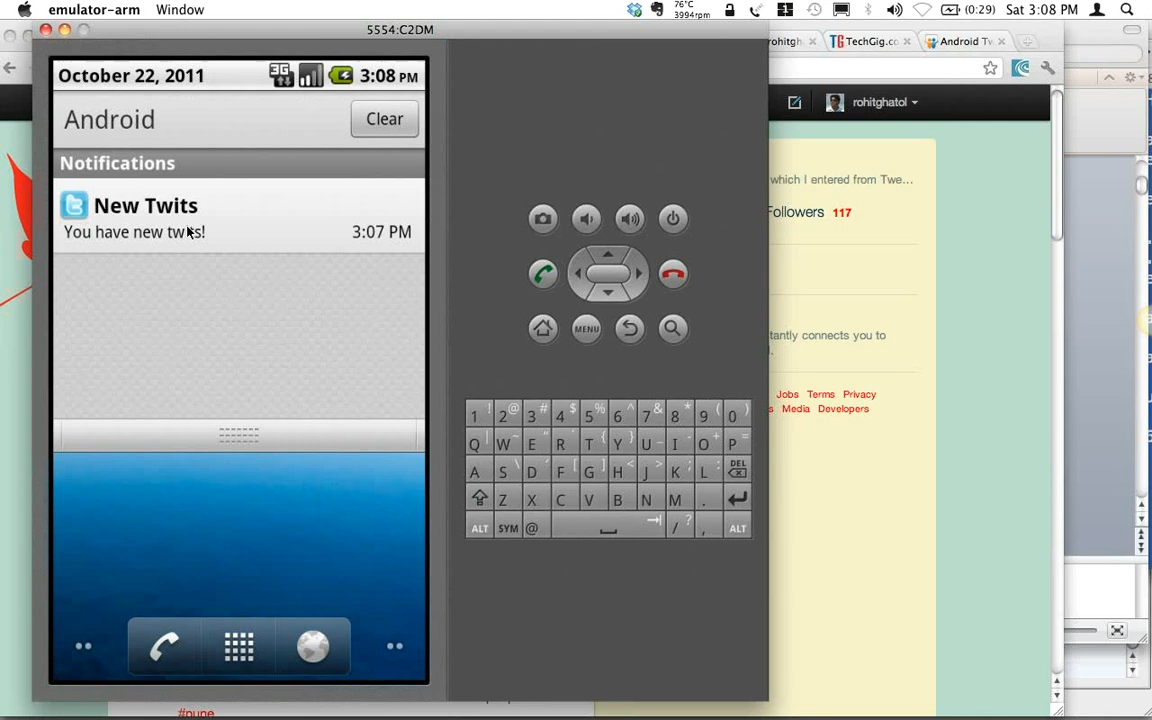 emulator-arm Window
76°C
3994rpm
(0:29) Sat 3:08 PM
5554:C2DM
rohitgh
TechGig.co
Android Tv
October 22, 2011
3G
3:08 PM
Android
Clear
Notifications
New Twits
You have new twits!
3:07 PM
rohitghatol
which I entered from Twe...
Followers 117
MENU
tantly connects you to
Jobs Terms Privacy
s Media Developers
1 ! 2 @ 3 # 4 $ 5 % 6 ^ 7 & 8 * 9 ( 0 )
Q | W ~ E " R ` T { Y } U _ I - O + P =
A S \ D ' F [ G ] H < J > K ; L : DEL
Z X C V B N M .
ALT SYM @ / ? , ALT
#pune